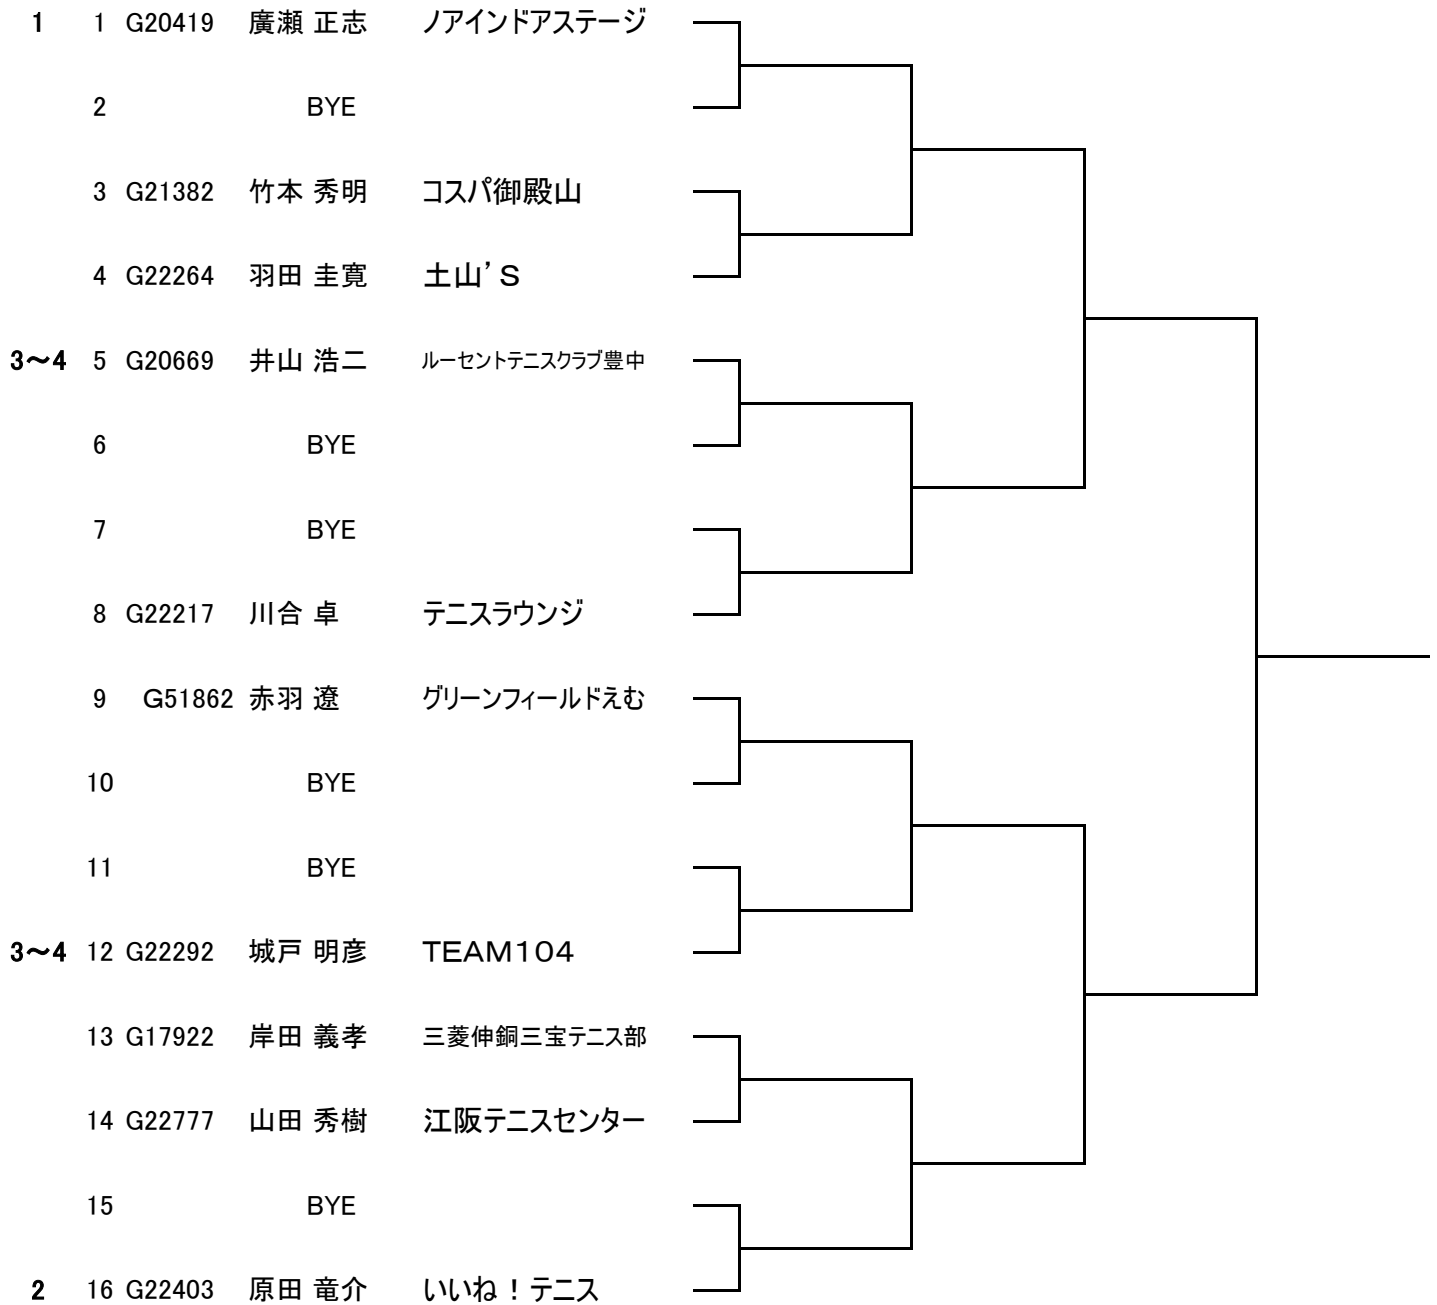 1 1 G20419 廣瀬 正志 ノアインドアステージ
2 BYE
3 G21382 竹本 秀明 コスパ御殿山
4 G22264 羽田 圭寛 土山’S
3～4 5 G20669 井山 浩二 ルーセントテニスクラブ豊中
6 BYE
7 BYE
8 G22217 川合 卓 テニスラウンジ
9 G51862 赤羽 遼 グリーンフィールドえむ
10 BYE
11 BYE
3～4 12 G22292 城戸 明彦 TEAM104
13 G17922 岸田 義孝 三菱伸銅三宝テニス部
14 G22777 山田 秀樹 江阪テニスセンター
15 BYE
2 16 G22403 原田 竜介 いいね！テニス